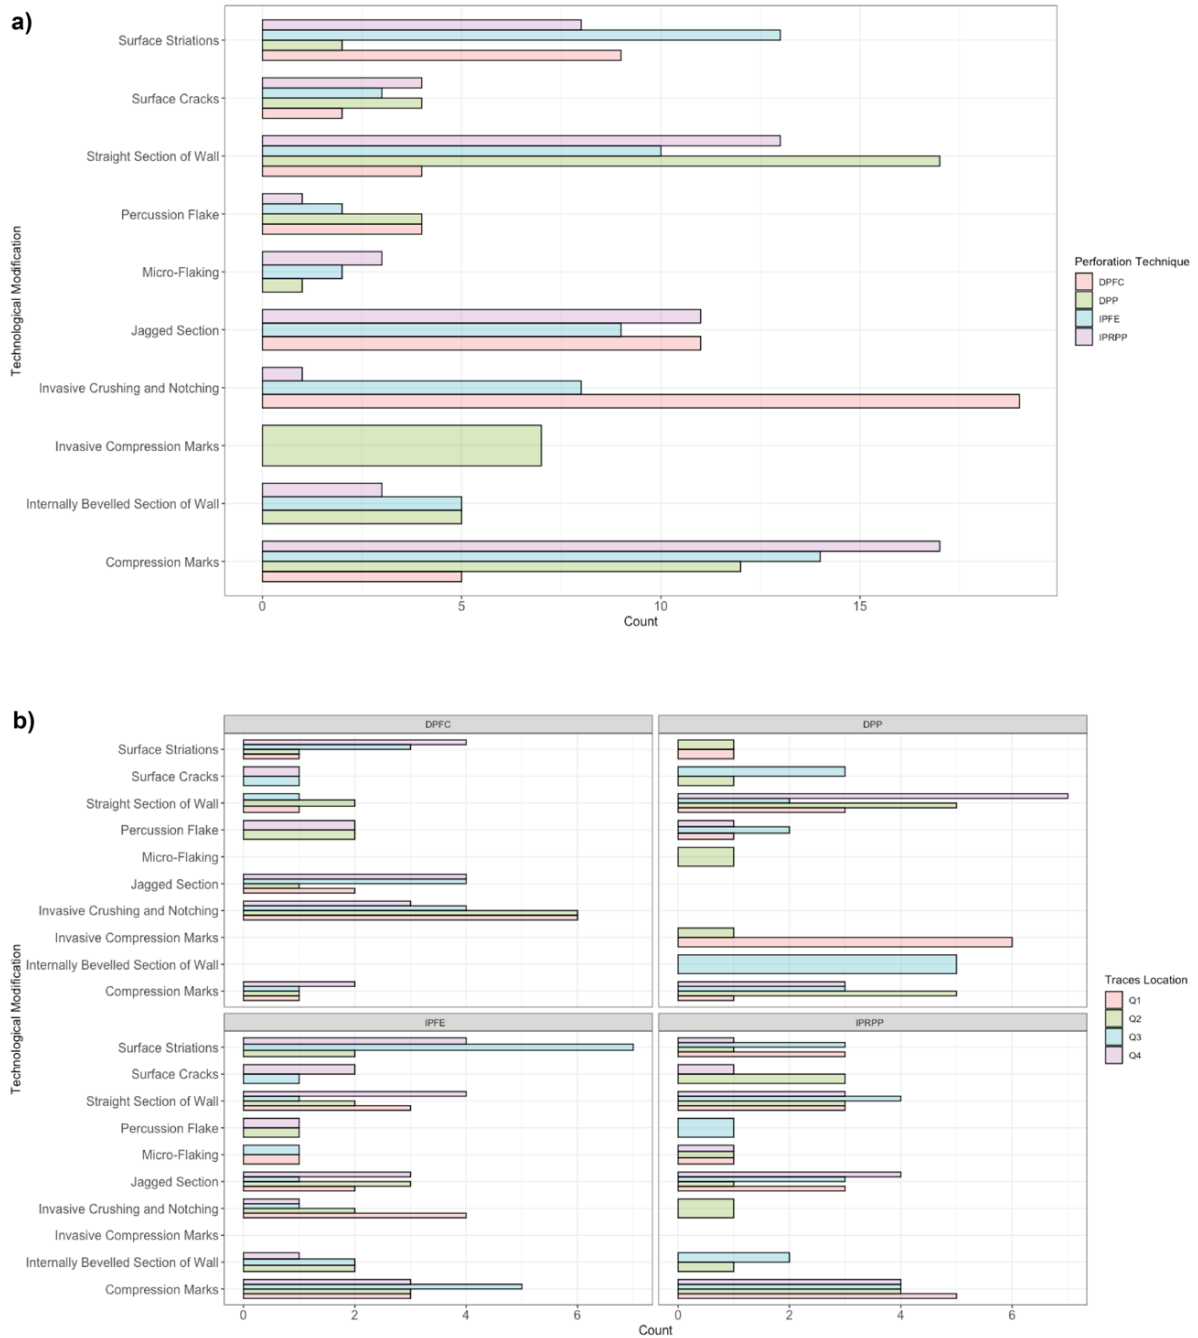 a)
Technological Modification
Surface Striations
Surface Cracks
Straight Section of Wall
Percussion Flake
Micro-Flaking
Jagged Section
Invasive Crushing and Notching
Invasive Compression Marks
Internally Bevelled Section of Wall
Compression Marks
0 5 10 15
Count
Perforation Technique
DPFC
DPP
IPFE
IPRPP
b)
Technological Modification
DPFC DPP
Surface Striations
Surface Cracks
Straight Section of Wall
Percussion Flake
Micro-Flaking
Jagged Section
Invasive Crushing and Notching
Invasive Compression Marks
Internally Bevelled Section of Wall
Compression Marks
Technological Modification
IPFE IPRPP
Surface Striations
Surface Cracks
Straight Section of Wall
Percussion Flake
Micro-Flaking
Jagged Section
Invasive Crushing and Notching
Invasive Compression Marks
Internally Bevelled Section of Wall
Compression Marks
0 2 4 6 0 2 4 6
Count
Traces Location
Q1
Q2
Q3
Q4